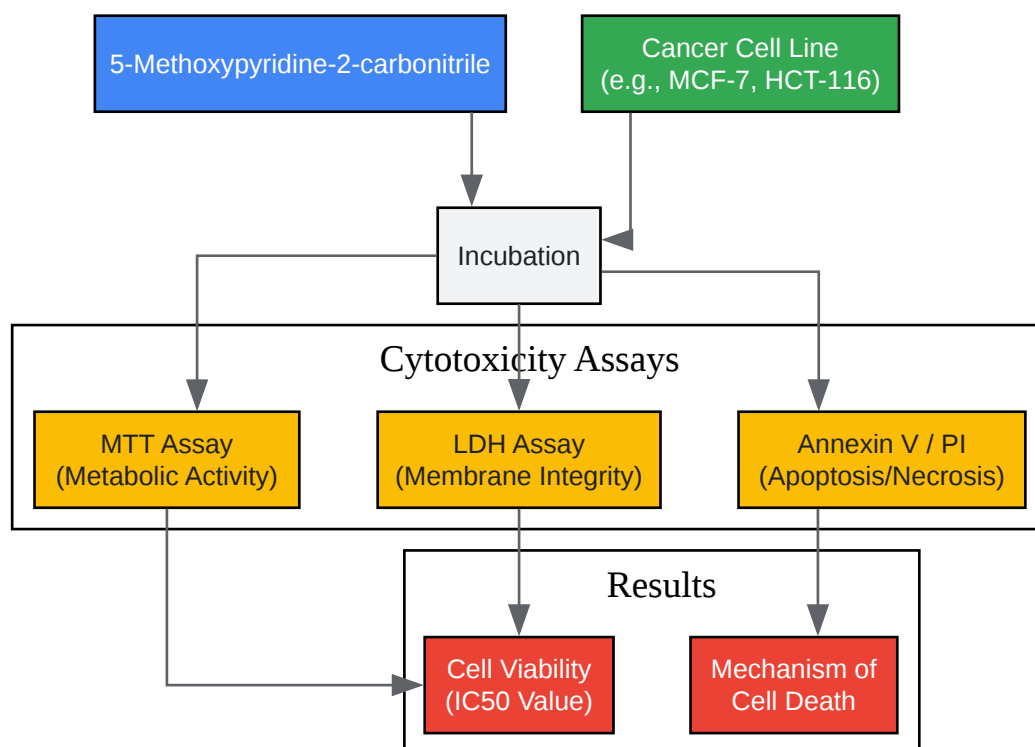 5-Methoxypyridine-2-carbonitrile
Cancer Cell Line
(e.g., MCF-7, HCT-116)
Incubation
Cytotoxicity Assays
MTT Assay
(Metabolic Activity)
LDH Assay
(Membrane Integrity)
Annexin V / PI
(Apoptosis/Necrosis)
Results
Cell Viability
(IC50 Value)
Mechanism of
Cell Death